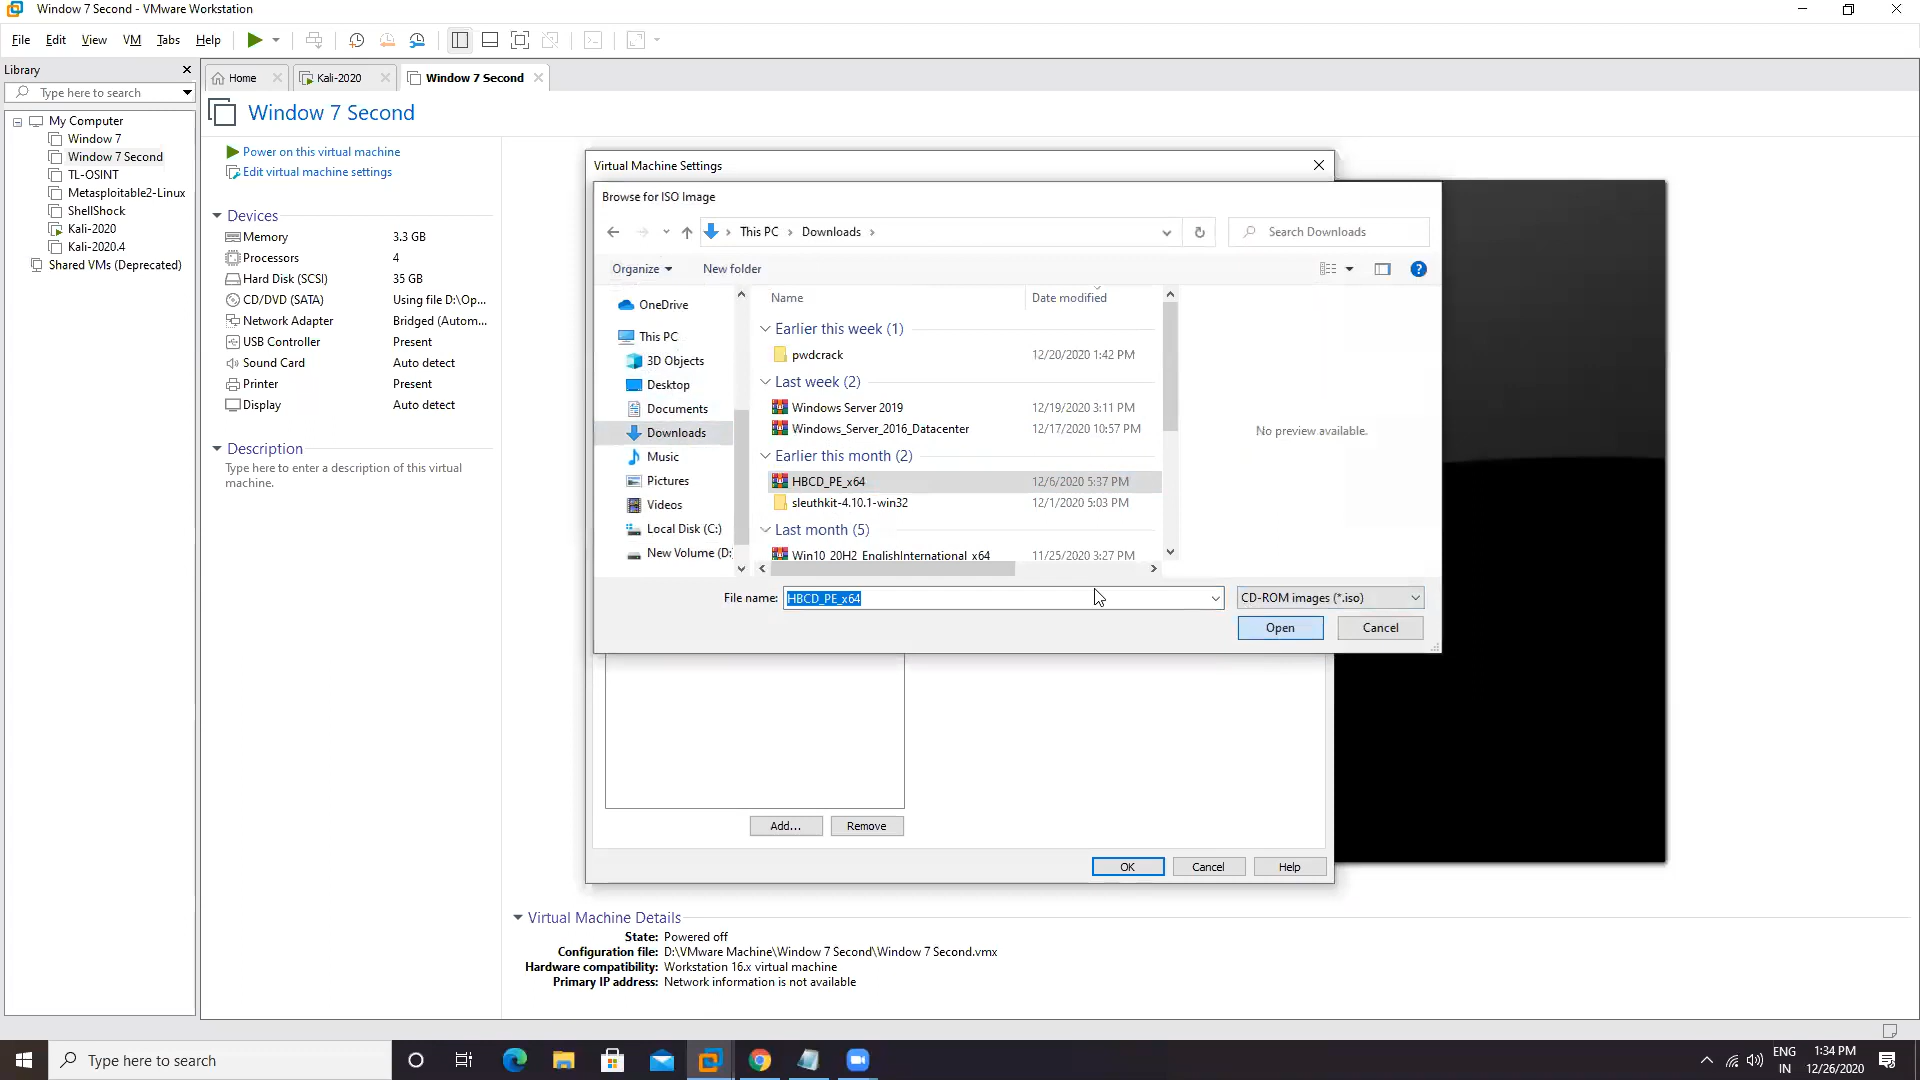 Window 7 Second - VMware Workstation
File Edit View VM Tabs Help
Library
Type here to search
My Computer
Window 7
Window 7 Second
TL-OSINT
Metasploitable2-Linux
ShellShock
Kali-2020
Kali-2020.4
Shared VMs (Deprecated)
Home
Kali-2020
Window 7 Second
Window 7 Second
Power on this virtual machine
Edit virtual machine settings
Devices
Memory 3.3 GB
Processors 4
Hard Disk (SCSI) 35 GB
CD/DVD (SATA) Using file D:\Op...
Network Adapter Bridged (Autom...
USB Controller Present
Sound Card Auto detect
Printer Present
Display Auto detect
Description
Type here to enter a description of this virtual
machine.
Virtual Machine Settings
Browse for ISO Image
This PC > Downloads >
Search Downloads
Organize
New folder
OneDrive
This PC
3D Objects
Desktop
Documents
Downloads
Music
Pictures
Videos
Local Disk (C:)
New Volume (D:
Name Date modified
Earlier this week (1)
pwdcrack 12/20/2020 1:42 PM
Last week (2)
Windows Server 2019 12/19/2020 3:11 PM
Windows_Server_2016_Datacenter 12/17/2020 10:57 PM
Earlier this month (2)
HBCD_PE_x64 12/6/2020 5:37 PM
sleuthkit-4.10.1-win32 12/1/2020 5:03 PM
Last month (5)
Win10_20H2_EnglishInternational_x64 11/25/2020 3:27 PM
No preview available.
File name: HBCD_PE_x64
CD-ROM images (*.iso)
Open Cancel
Add... Remove
OK Cancel Help
Virtual Machine Details
State: Powered off
Configuration file: D:\VMware Machine\Window 7 Second\Window 7 Second.vmx
Hardware compatibility: Workstation 16.x virtual machine
Primary IP address: Network information is not available
Type here to search
ENG
IN
1:34 PM
12/26/2020